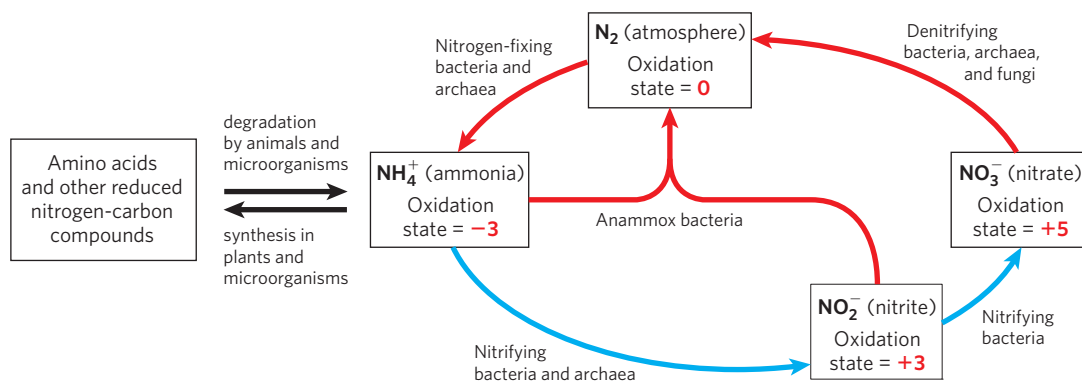 N2 (atmosphere)
Oxidation
state = 0
Nitrogen-fixing
bacteria and
archaea
Denitrifying
bacteria, archaea,
and fungi
Amino acids
and other reduced
nitrogen-carbon
compounds
degradation
by animals and
microorganisms
synthesis in
plants and
microorganisms
NH4+ (ammonia)
Oxidation
state = −3
Anammox bacteria
NO3− (nitrate)
Oxidation
state = +5
NO2− (nitrite)
Oxidation
state = +3
Nitrifying
bacteria and archaea
Nitrifying
bacteria